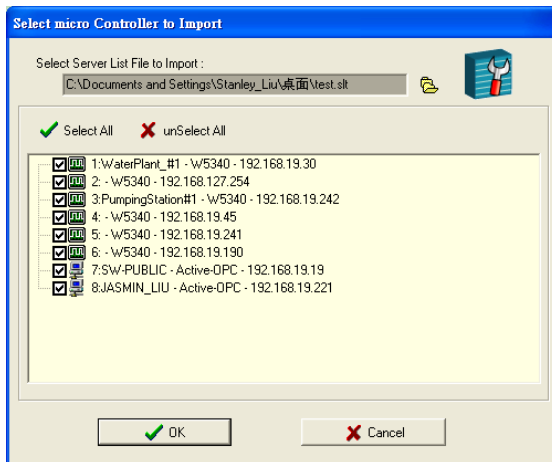 Select micro Controller to Import
Select Server List File to Import :
C:\Documents and Settings\Stanley_Liu\桌面\test.slt
Select All
unSelect All
1:WaterPlant_#1 - W5340 - 192.168.19.30
2: - W5340 - 192.168.127.254
3:PumpingStation#1 - W5340 - 192.168.19.242
4: - W5340 - 192.168.19.45
5: - W5340 - 192.168.19.241
6: - W5340 - 192.168.19.190
7:SW-PUBLIC - Active-OPC - 192.168.19.19
8:JASMIN_LIU - Active-OPC - 192.168.19.221
OK
Cancel